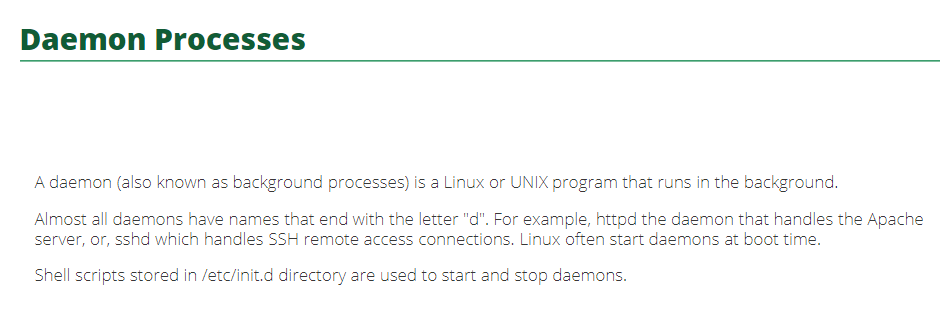 Daemon Processes
A daemon (also known as background processes) is a Linux or UNIX program that runs in the background.
Almost all daemons have names that end with the letter "d". For example, httpd the daemon that handles the Apache
server, or, sshd which handles SSH remote access connections. Linux often start daemons at boot time.
Shell scripts stored in /etc/init.d directory are used to start and stop daemons.